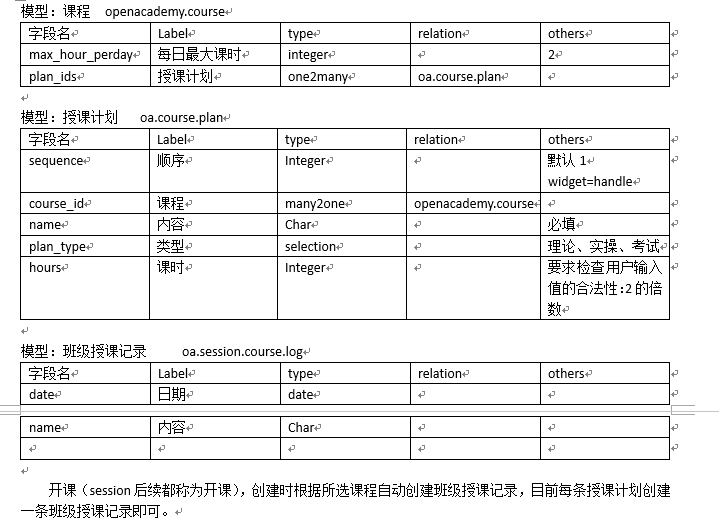 模型：课程 openacademy.course
字段名 Label type relation others
max_hour_perday 每日最大课时 integer 2
plan_ids 授课计划 one2many oa.course.plan
模型：授课计划 oa.course.plan
字段名 Label type relation others
sequence 顺序 Integer 默认 1
widget=handle
course_id 课程 many2one openacademy.course
name 内容 Char 必填
plan_type 类型 selection 理论、实操、考试
hours 课时 Integer 要求检查用户输入
值的合法性:2 的倍
数
模型：班级授课记录 oa.session.course.log
字段名 Label type relation others
date 日期 date
name 内容 Char
开课（session 后续都称为开课），创建时根据所选课程自动创建班级授课记录，目前每条授课计划创建
一条班级授课记录即可。